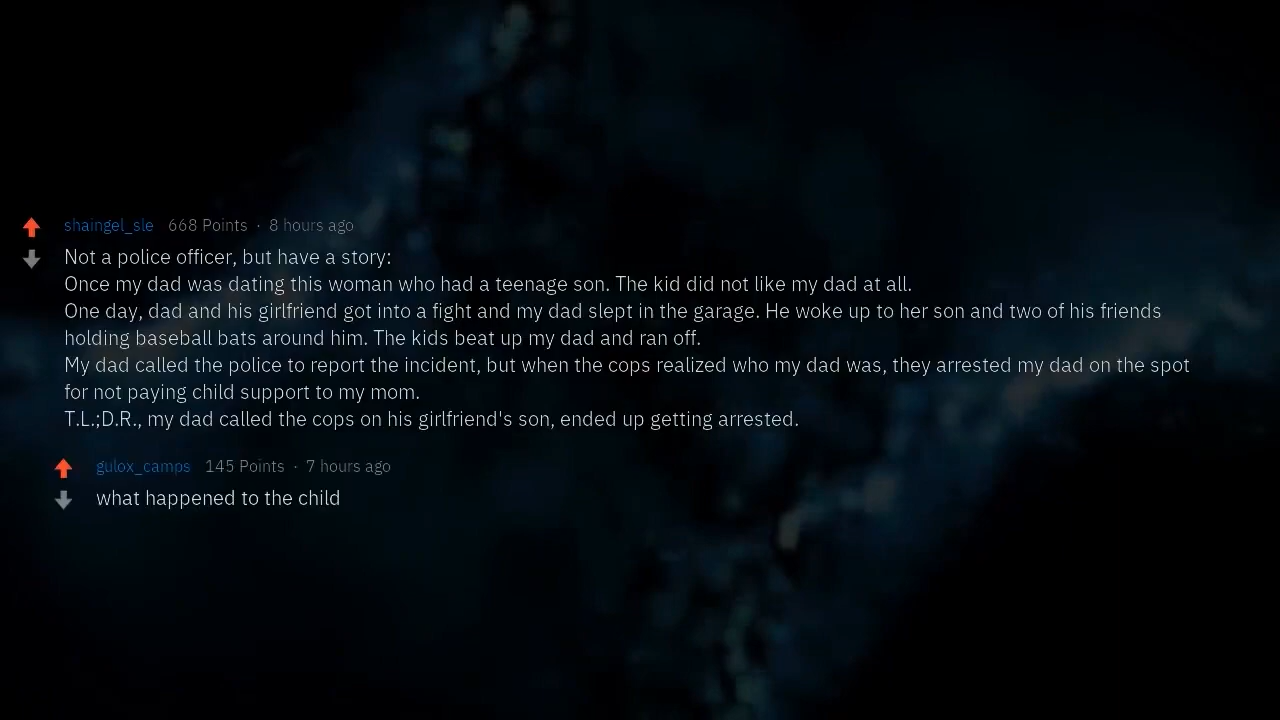 shaingel_sle 668 Points · 8 hours ago
Not a police officer, but have a story:
Once my dad was dating this woman who had a teenage son. The kid did not like my dad at all.
One day, dad and his girlfriend got into a fight and my dad slept in the garage. He woke up to her son and two of his friends
holding baseball bats around him. The kids beat up my dad and ran off.
My dad called the police to report the incident, but when the cops realized who my dad was, they arrested my dad on the spot
for not paying child support to my mom.
T.L.;D.R., my dad called the cops on his girlfriend's son, ended up getting arrested.
gulox_camps 145 Points · 7 hours ago
what happened to the child